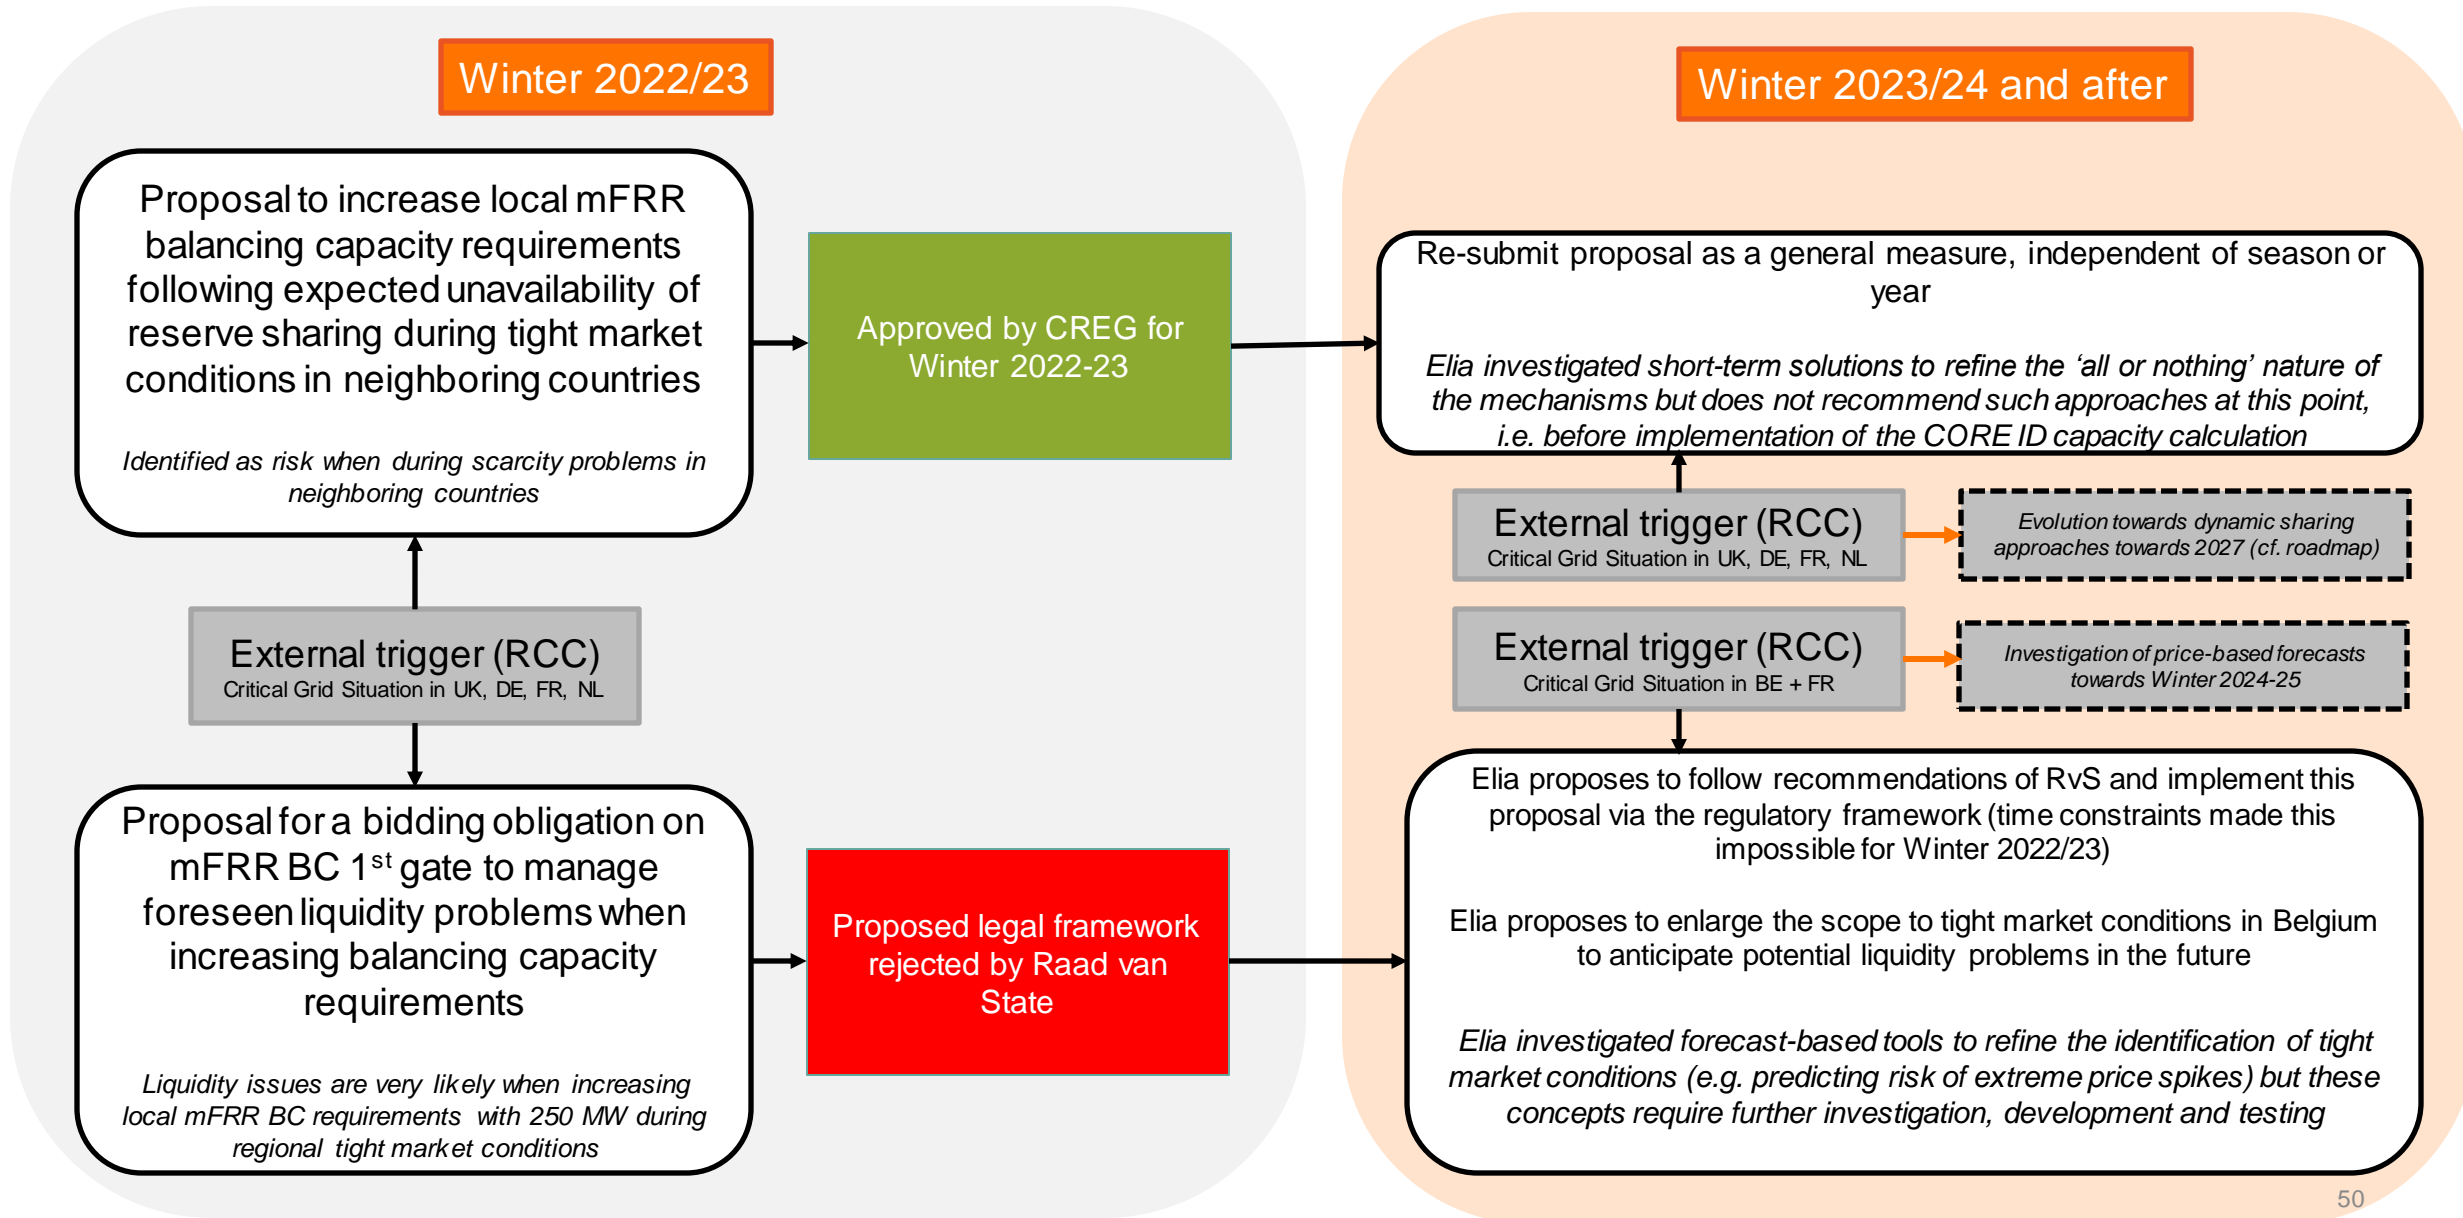 Winter 2022/23
Proposal to increase local mFRR
balancing capacity requirements
following expected unavailability of
reserve sharing during tight market
conditions in neighboring countries
Identified as risk when during scarcity problems in
neighboring countries
Approved by CREG for
Winter 2022-23
External trigger (RCC)
Critical Grid Situation in UK, DE, FR, NL
Proposal for a bidding obligation on
mFRR BC 1st gate to manage
foreseen liquidity problems when
increasing balancing capacity
requirements
Liquidity issues are very likely when increasing
local mFRR BC requirements with 250 MW during
regional tight market conditions
Proposed legal framework
rejected by Raad van
State
Winter 2023/24 and after
Re-submit proposal as a general measure, independent of season or
year
Elia investigated short-term solutions to refine the ‘all or nothing’ nature of
the mechanisms but does not recommend such approaches at this point,
i.e. before implementation of the CORE ID capacity calculation
External trigger (RCC)
Critical Grid Situation in UK, DE, FR, NL
Evolution towards dynamic sharing
approaches towards 2027 (cf. roadmap)
External trigger (RCC)
Critical Grid Situation in BE + FR
Investigation of price-based forecasts
towards Winter 2024-25
Elia proposes to follow recommendations of RvS and implement this
proposal via the regulatory framework (time constraints made this
impossible for Winter 2022/23)
Elia proposes to enlarge the scope to tight market conditions in Belgium
to anticipate potential liquidity problems in the future
Elia investigated forecast-based tools to refine the identification of tight
market conditions (e.g. predicting risk of extreme price spikes) but these
concepts require further investigation, development and testing
50